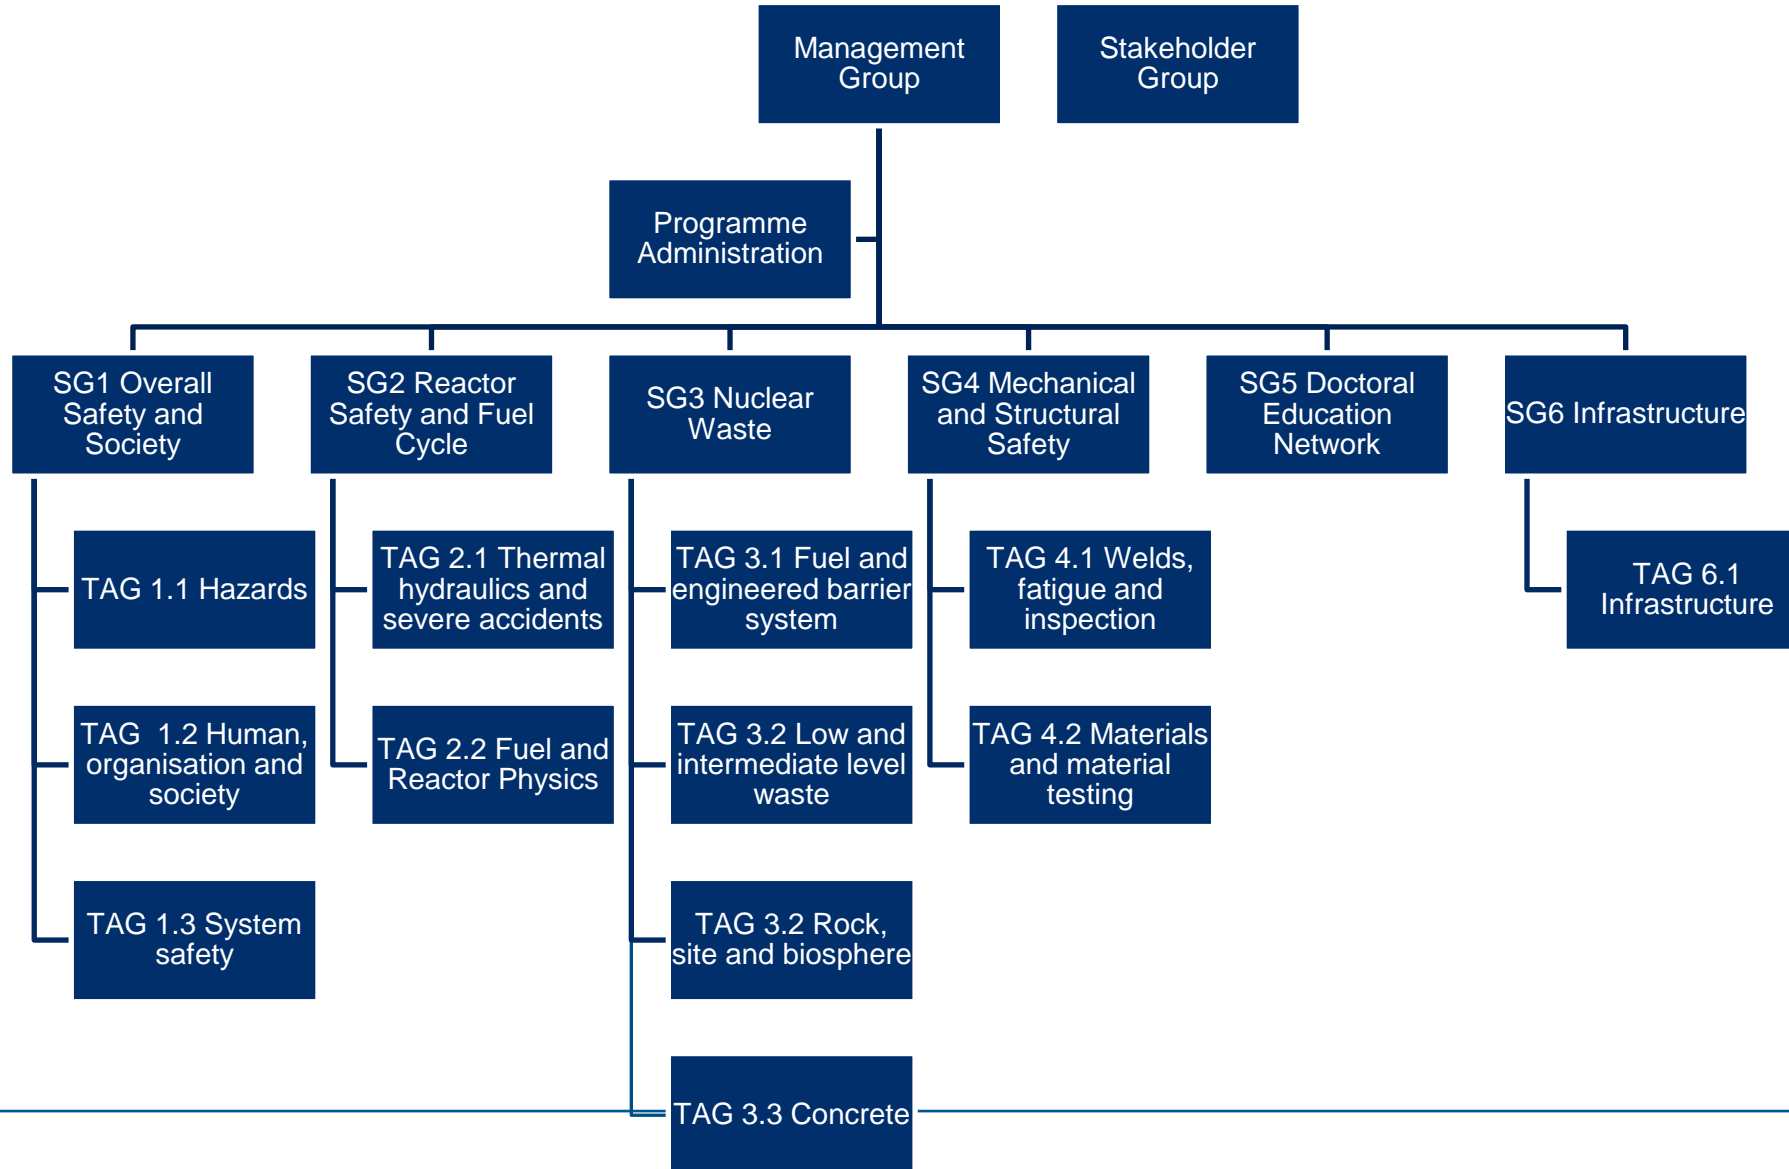 Management
Group
Stakeholder
Group
Programme
Administration
SG1 Overall
Safety and
Society
SG2 Reactor
Safety and Fuel
Cycle
SG3 Nuclear
Waste
SG4 Mechanical
and Structural
Safety
SG5 Doctoral
Education
Network
SG6 Infrastructure
TAG 1.1 Hazards
TAG 2.1 Thermal
hydraulics and
severe accidents
TAG 3.1 Fuel and
engineered barrier
system
TAG 4.1 Welds,
fatigue and
inspection
TAG 6.1
Infrastructure
TAG  1.2 Human,
organisation and
society
TAG 2.2 Fuel and
Reactor Physics
TAG 3.2 Low and
intermediate level
waste
TAG 4.2 Materials
and material
testing
TAG 1.3 System
safety
TAG 3.2 Rock,
site and biosphere
TAG 3.3 Concrete